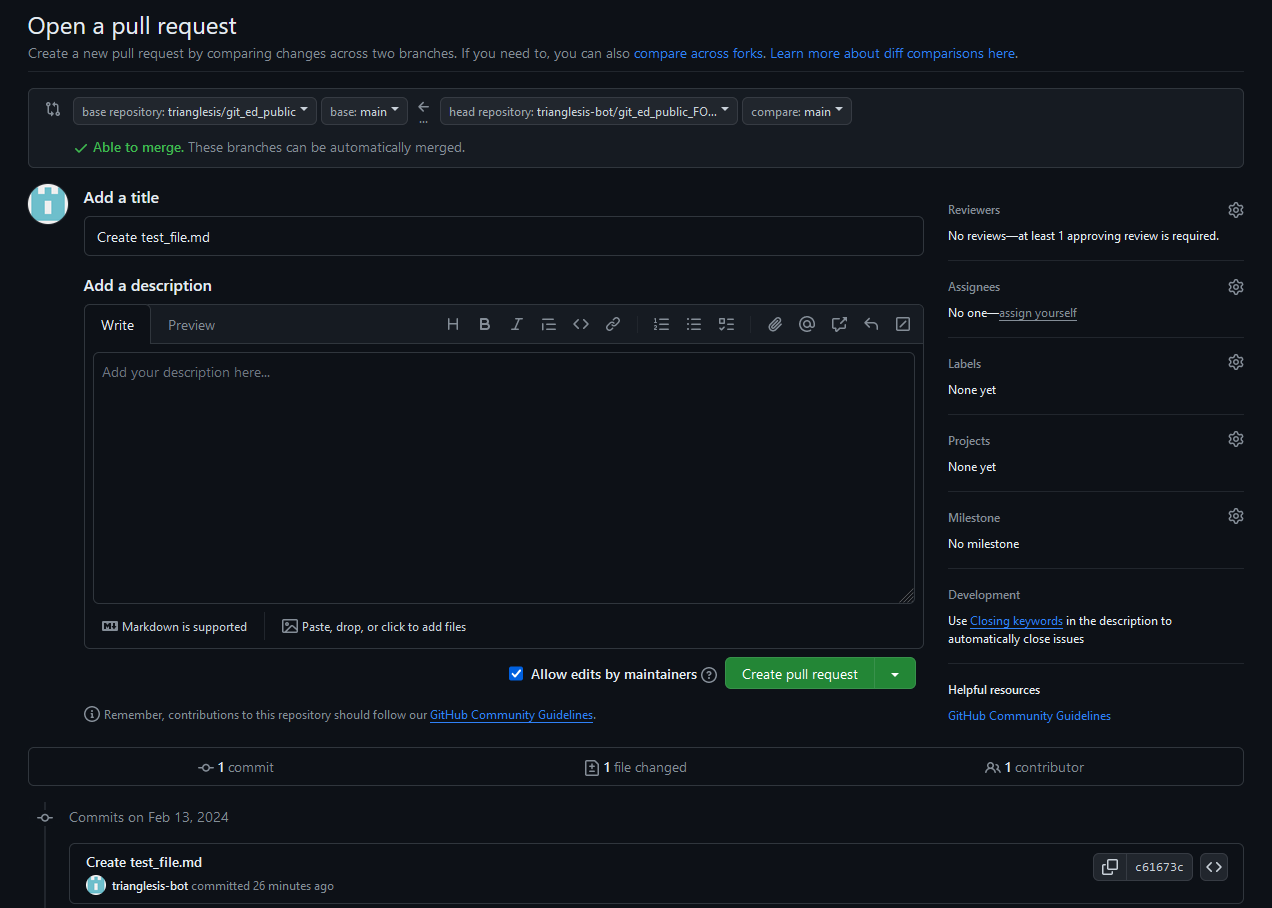 Open a pull request
Create a new pull request by comparing changes across two branches. If you need to, you can also compare across forks. Learn more about diff comparisons here.
base repository: trianglesis/git_ed_public
base: main
...
head repository: trianglesis-bot/git_ed_public_FO...
compare: main
Able to merge. These branches can be automatically merged.
Add a title
Create test_file.md
Add a description
Write
Preview
Add your description here...
Markdown is supported
Paste, drop, or click to add files
Allow edits by maintainers
Create pull request
Remember, contributions to this repository should follow our GitHub Community Guidelines.
Reviewers
No reviews—at least 1 approving review is required.
Assignees
No one—assign yourself
Labels
None yet
Projects
None yet
Milestone
No milestone
Development
Use Closing keywords in the description to
automatically close issues
Helpful resources
GitHub Community Guidelines
1 commit
1 file changed
1 contributor
Commits on Feb 13, 2024
Create test_file.md
c61673c
trianglesis-bot committed 26 minutes ago